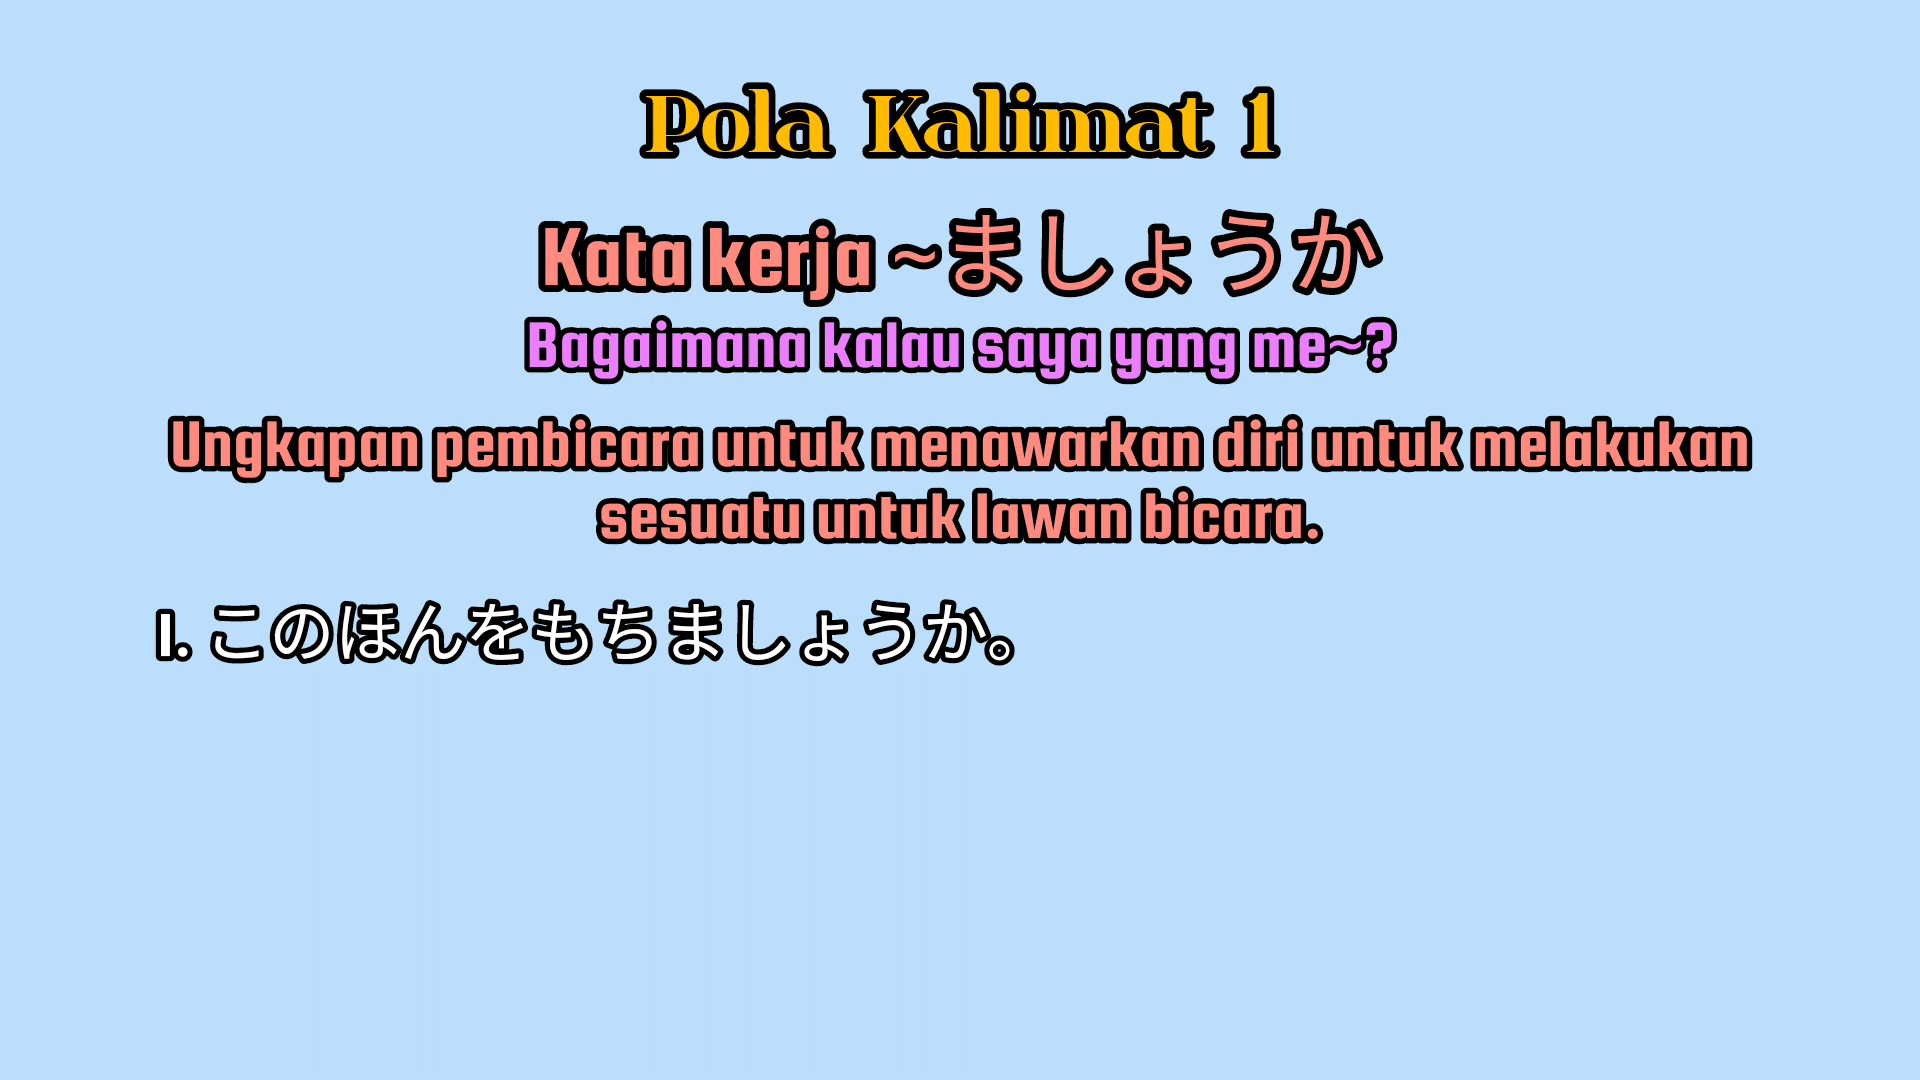 Pola Kalimat 1
Kata kerja ~ましょうか
Bagaimana kalau saya yang me~?
Ungkapan pembicara untuk menawarkan diri untuk melakukan
sesuatu untuk lawan bicara.
1. このほんをもちましょうか。